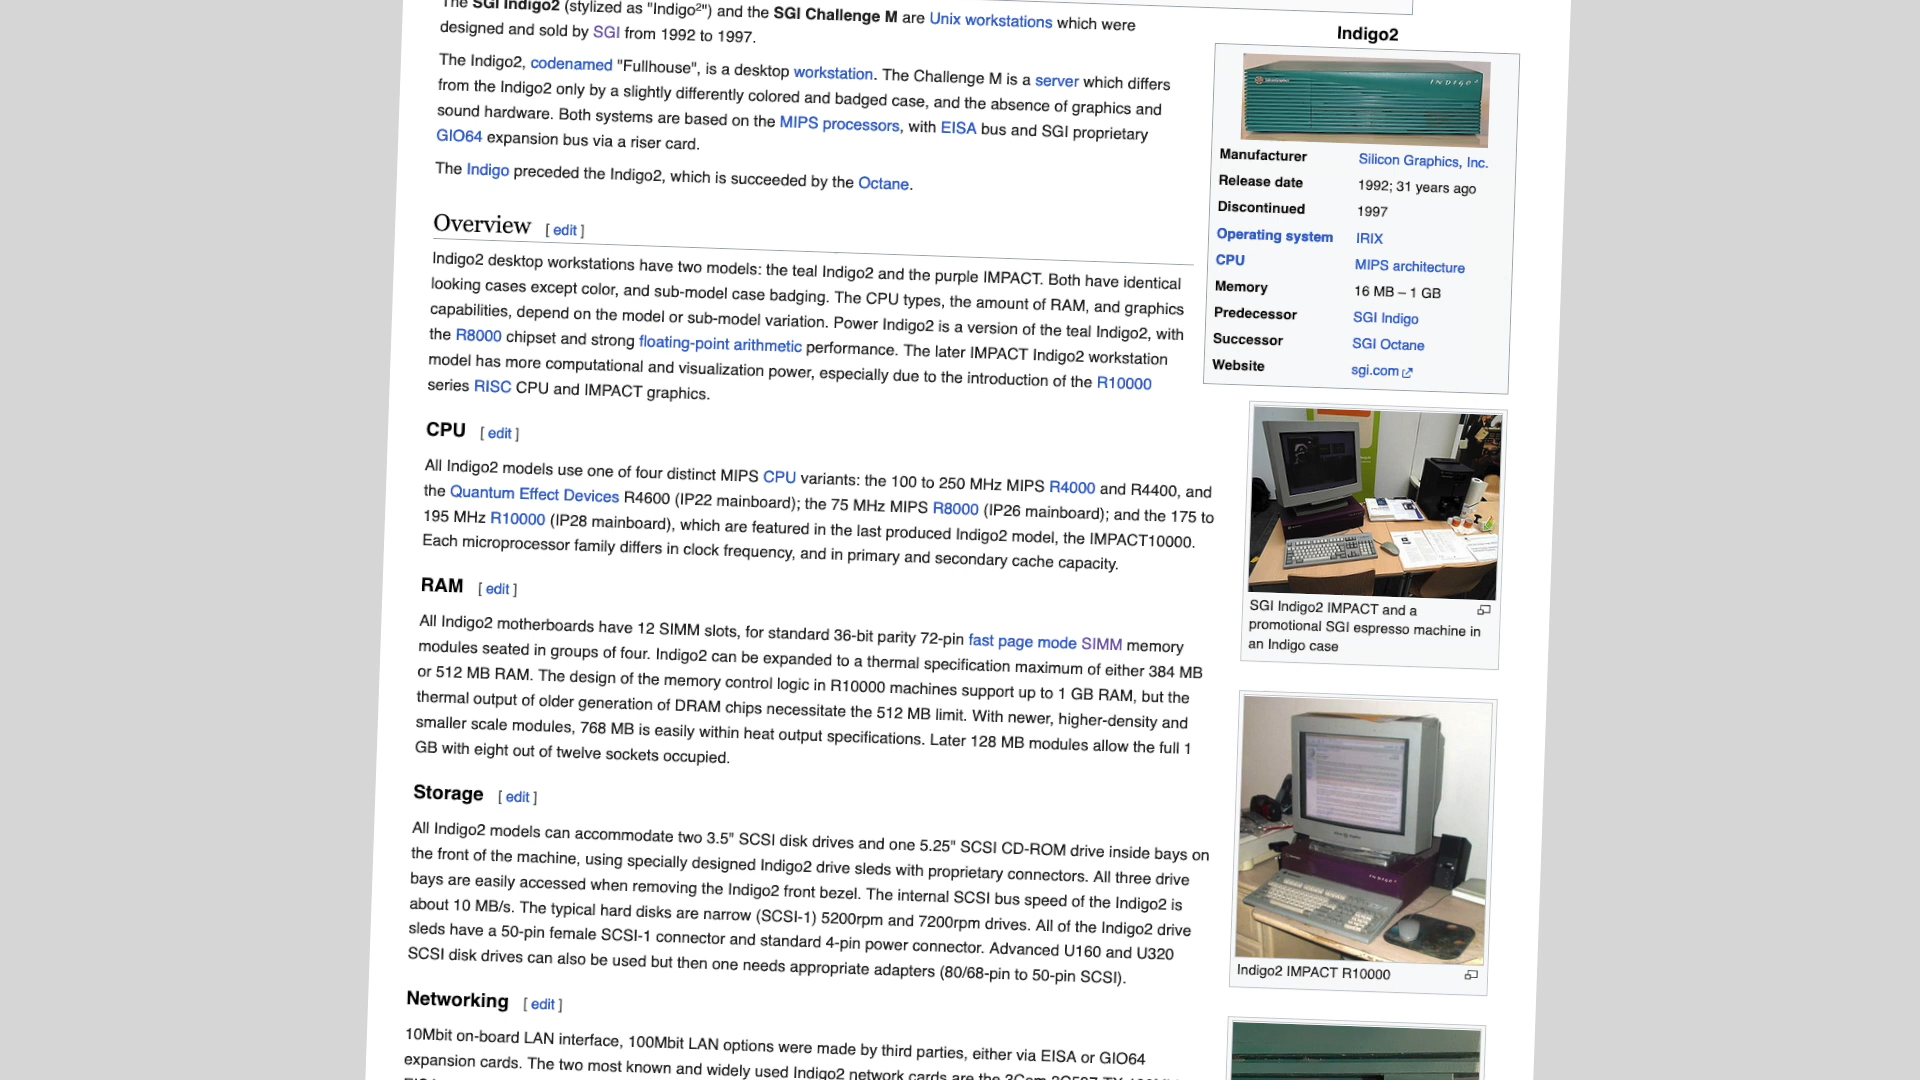 The SGI Indigo2 (stylized as "Indigo²") and the SGI Challenge M are Unix workstations which were
designed and sold by SGI from 1992 to 1997.
The Indigo2, codenamed "Fullhouse", is a desktop workstation. The Challenge M is a server which differs
from the Indigo2 only by a slightly differently colored and badged case, and the absence of graphics and
sound hardware. Both systems are based on the MIPS processors, with EISA bus and SGI proprietary
GIO64 expansion bus via a riser card.
The Indigo preceded the Indigo2, which is succeeded by the Octane.
Overview [ edit ]
Indigo2 desktop workstations have two models: the teal Indigo2 and the purple IMPACT. Both have identical
looking cases except color, and sub-model case badging. The CPU types, the amount of RAM, and graphics
capabilities, depend on the model or sub-model variation. Power Indigo2 is a version of the teal Indigo2, with
the R8000 chipset and strong floating-point arithmetic performance. The later IMPACT Indigo2 workstation
model has more computational and visualization power, especially due to the introduction of the R10000
series RISC CPU and IMPACT graphics.
CPU [ edit ]
All Indigo2 models use one of four distinct MIPS CPU variants: the 100 to 250 MHz MIPS R4000 and R4400, and
the Quantum Effect Devices R4600 (IP22 mainboard); the 75 MHz MIPS R8000 (IP26 mainboard); and the 175 to
195 MHz R10000 (IP28 mainboard), which are featured in the last produced Indigo2 model, the IMPACT10000.
Each microprocessor family differs in clock frequency, and in primary and secondary cache capacity.
RAM [ edit ]
All Indigo2 motherboards have 12 SIMM slots, for standard 36-bit parity 72-pin fast page mode SIMM memory
modules seated in groups of four. Indigo2 can be expanded to a thermal specification maximum of either 384 MB
or 512 MB RAM. The design of the memory control logic in R10000 machines support up to 1 GB RAM, but the
thermal output of older generation of DRAM chips necessitate the 512 MB limit. With newer, higher-density and
smaller scale modules, 768 MB is easily within heat output specifications. Later 128 MB modules allow the full 1
GB with eight out of twelve sockets occupied.
Storage [ edit ]
All Indigo2 models can accommodate two 3.5" SCSI disk drives and one 5.25" SCSI CD-ROM drive inside bays on
the front of the machine, using specially designed Indigo2 drive sleds with proprietary connectors. All three drive
bays are easily accessed when removing the Indigo2 front bezel. The internal SCSI bus speed of the Indigo2 is
about 10 MB/s. The typical hard disks are narrow (SCSI-1) 5200rpm and 7200rpm drives. All of the Indigo2 drive
sleds have a 50-pin female SCSI-1 connector and standard 4-pin power connector. Advanced U160 and U320
SCSI disk drives can also be used but then one needs appropriate adapters (80/68-pin to 50-pin SCSI).
Networking [ edit ]
10Mbit on-board LAN interface, 100Mbit LAN options were made by third parties, either via EISA or GIO64
expansion cards. The two most known and widely used Indigo2 network cards are the
Indigo2
INDIGO²
Manufacturer Silicon Graphics, Inc.
Release date 1992; 31 years ago
Discontinued 1997
Operating system IRIX
CPU MIPS architecture
Memory 16 MB – 1 GB
Predecessor SGI Indigo
Successor SGI Octane
Website sgi.com
SGI Indigo2 IMPACT and a
promotional SGI espresso machine in
an Indigo case
INDIGO²
Indigo2 IMPACT R10000